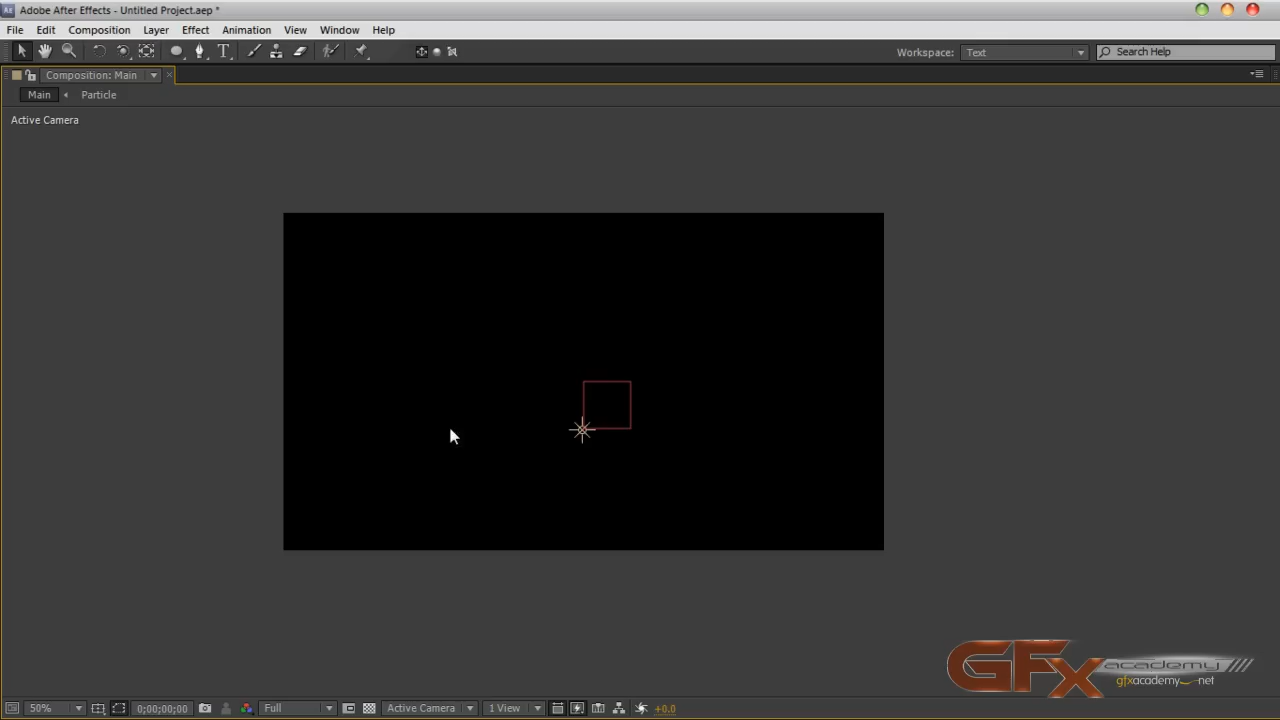 Adobe After Effects - Untitled Project.aep *
File Edit Composition Layer Effect Animation View Window Help
Workspace: Text Search Help
Composition: Main
Main Particle
Active Camera
GFx academy
gfxacademy.net
50% 0;00;00;00 Full Active Camera 1 View +0.0